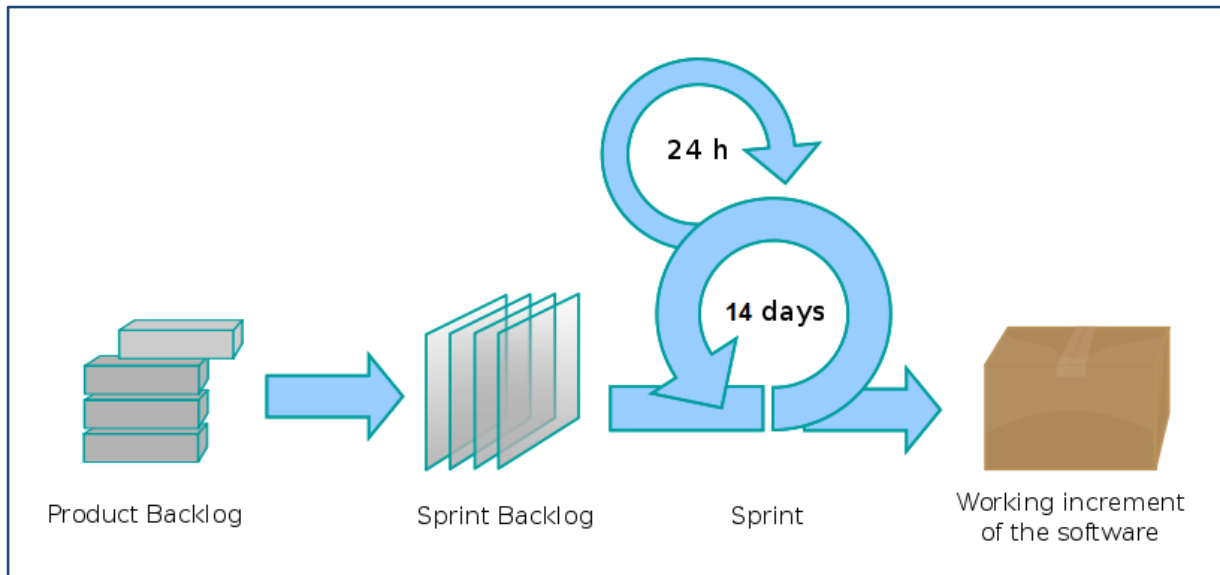 24 h
14 days
Product Backlog
Sprint Backlog
Sprint
Working increment
of the software